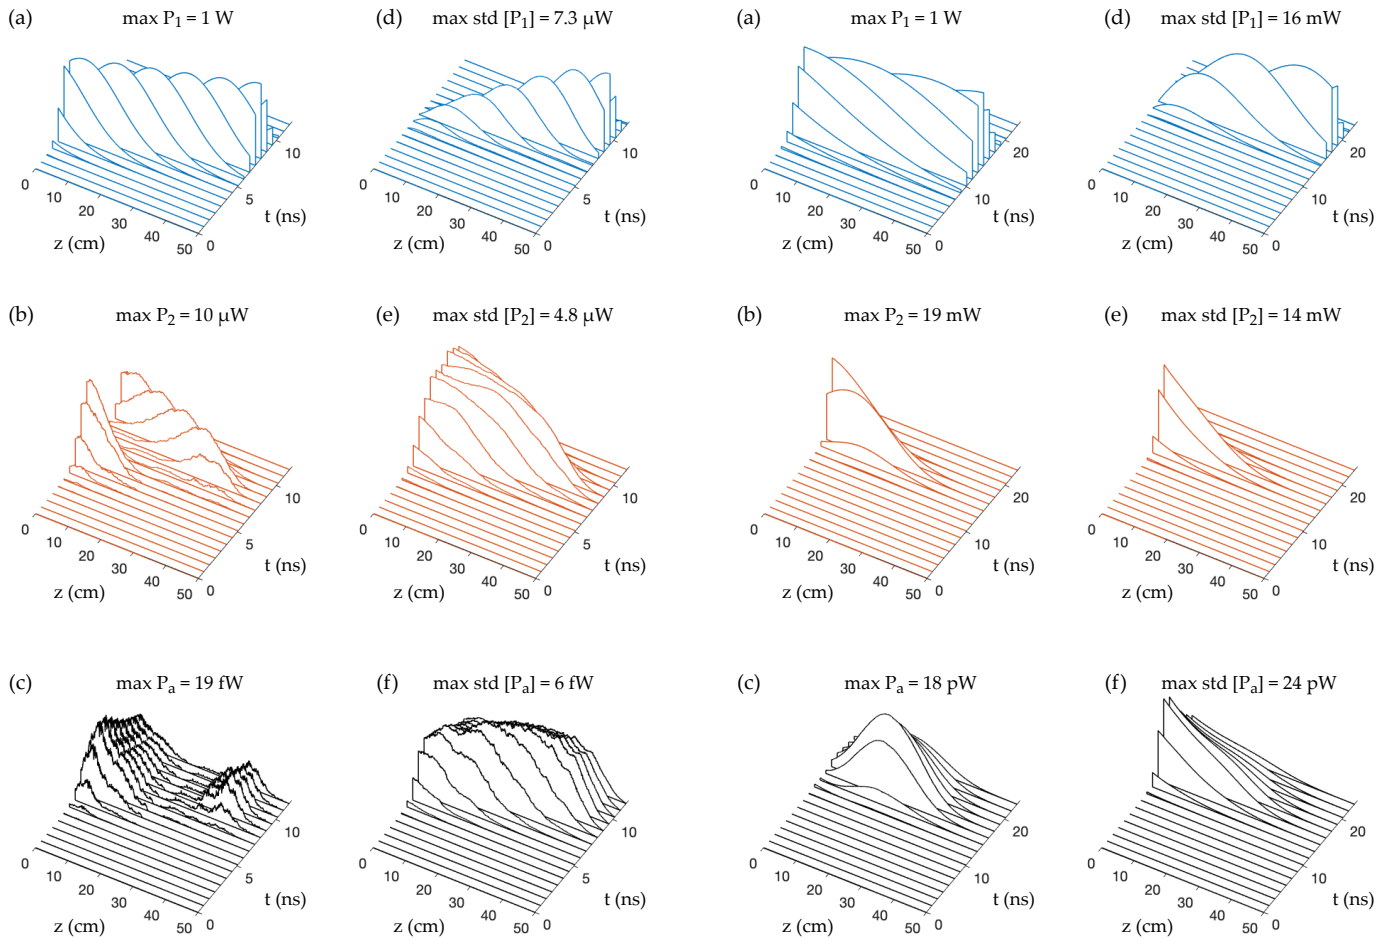 (a) max P1 = 1 W (d) max std [P1] = 7.3 µW (a) max P1 = 1 W (d) max std [P1] = 16 mW
10 10 20 20
0 0 0 0
10 5 10 5 10 10 10 10
20 t (ns) 20 t (ns) 20 t (ns) 20 t (ns)
30 30 30 30
z (cm) 40 z (cm) 40 z (cm) 40 z (cm) 40
50 0 50 0 50 0 50 0
(b) max P2 = 10 µW (e) max std [P2] = 4.8 µW (b) max P2 = 19 mW (e) max std [P2] = 14 mW
10 10 20 20
0 0 0 0
10 5 10 5 10 10 10 10
20 t (ns) 20 t (ns) 20 t (ns) 20 t (ns)
30 30 30 30
z (cm) 40 z (cm) 40 z (cm) 40 z (cm) 40
50 0 50 0 50 0 50 0
(c) max Pa = 19 fW (f) max std [Pa] = 6 fW (c) max Pa = 18 pW (f) max std [Pa] = 24 pW
10 10 20 20
0 0 0 0
10 5 10 5 10 10 10 10
20 t (ns) 20 t (ns) 20 t (ns) 20 t (ns)
30 30 30 30
z (cm) 40 z (cm) 40 z (cm) 40 z (cm) 40
50 0 50 0 50 0 50 0